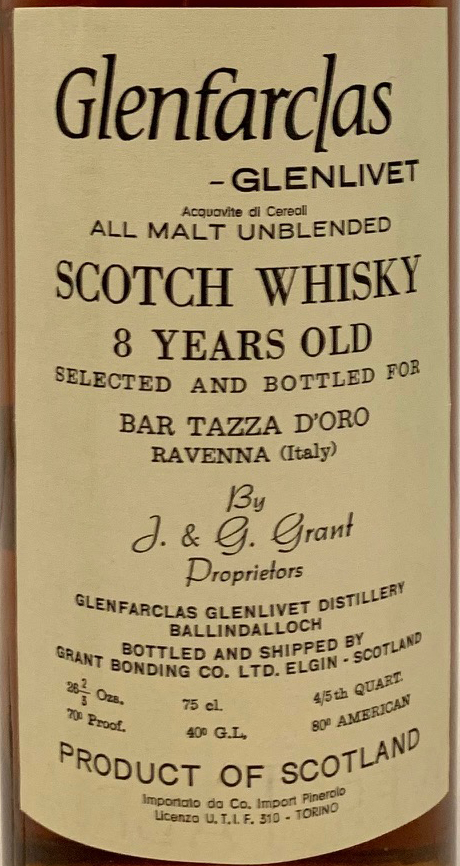 Glenfarclas
-GLENLIVET
Acquavite di Cereali
ALL MALT UNBLENDED
SCOTCH WHISKY
8 YEARS OLD
SELECTED AND BOTTLED FOR
BAR TAZZA D'ORO
RAVENNA (Italy)
By
J. & G. Grant
Proprietors
GLENFARCLAS GLENLIVET DISTILLERY
BALLINDALLOCH
BOTTLED AND SHIPPED BY
GRANT BONDING CO. LTD. ELGIN - SCOTLAND
26 2/3 Ozs. 75 cl. 4/5th QUART.
70º Proof. 40º G.L. 80º AMERICAN
PRODUCT OF SCOTLAND
Importato da Co. Import Pinerolo
Licenza U.T.I.F. 310 - TORINO